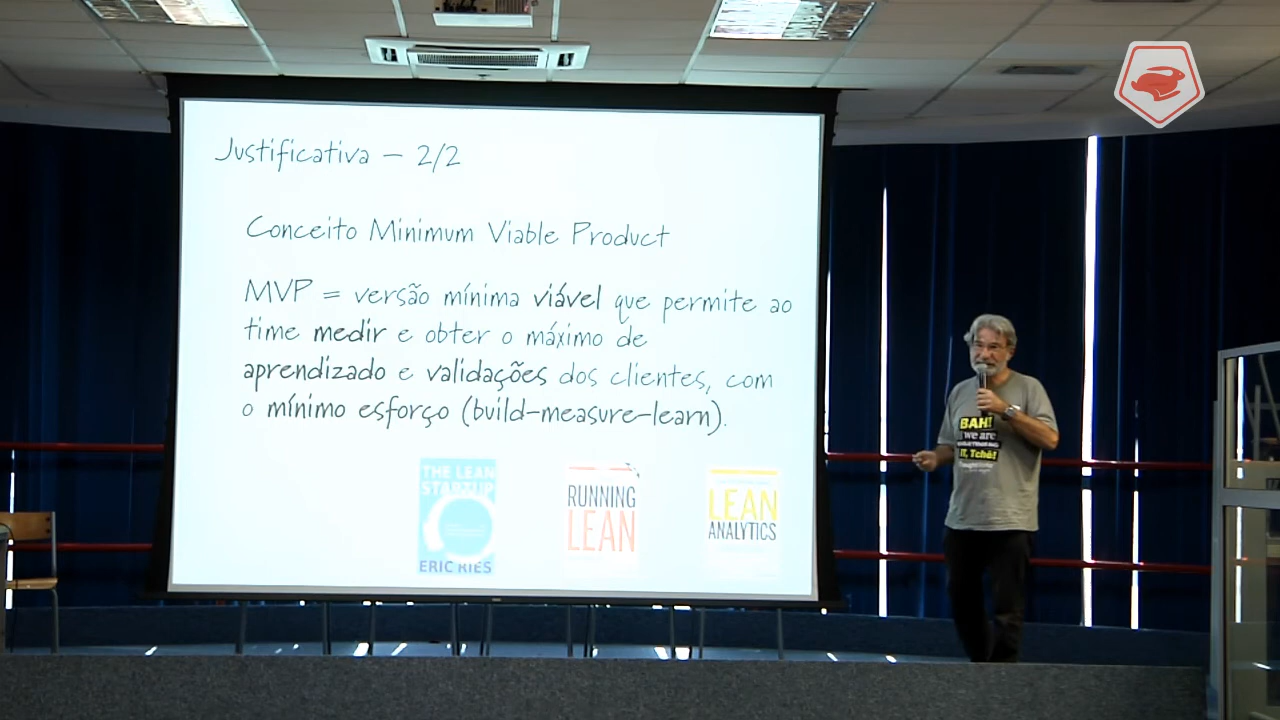 Justificativa – 2/2
Conceito Minimum Viable Product
MVP = versão mínima viável que permite ao
time medir e obter o máximo de
aprendizado e validações dos clientes, com
o mínimo esforço (build-measure-learn).
THE LEAN
STARTUP
ERIC RIES
RUNNING
LEAN
LEAN
ANALYTICS
BAH!
we are
IT, Tchê!